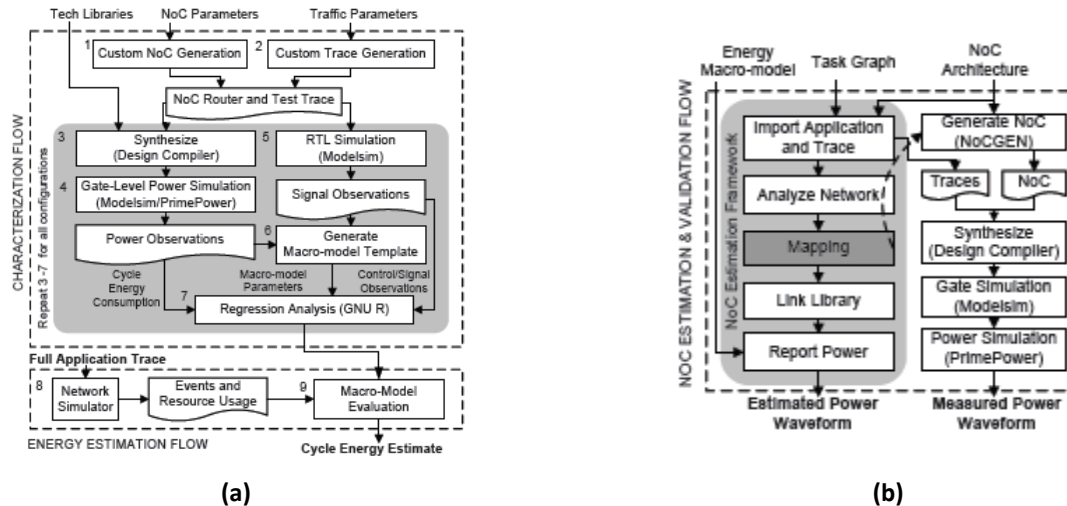 Tech Libraries NoC Parameters Traffic Parameters
1 Custom NoC Generation
2 Custom Trace Generation
NoC Router and Test Trace
CHARACTERIZATION FLOW
Repeat 3 -7 for all configurations
3 Synthesize
(Design Compiler)
5 RTL Simulation
(Modelsim)
4 Gate-Level Power Simulation
(Modelsim/PrimePower)
Signal Observations
Power Observations
6 Generate
Macro-model Template
Cycle
Energy
Consumption
Macro-model
Parameters
Control/Signal
Observations
7 Regression Analysis (GNU R)
Full Application Trace
8 Network
Simulator
Events and
Resource Usage
9 Macro-Model
Evaluation
ENERGY ESTIMATION FLOW
Cycle Energy Estimate
(a)
Energy
Macro-model
Task Graph
NoC
Architecture
NOC ESTIMATION & VALIDATION FLOW
NoC Estimation Framework
Import Application
and Trace
Analyze Network
Mapping
Link Library
Report Power
Estimated Power
Waveform
Generate NoC
(NoCGEN)
Traces
NoC
Synthesize
(Design Compiler)
Gate Simulation
(Modelsim)
Power Simulation
(PrimePower)
Measured Power
Waveform
(b)